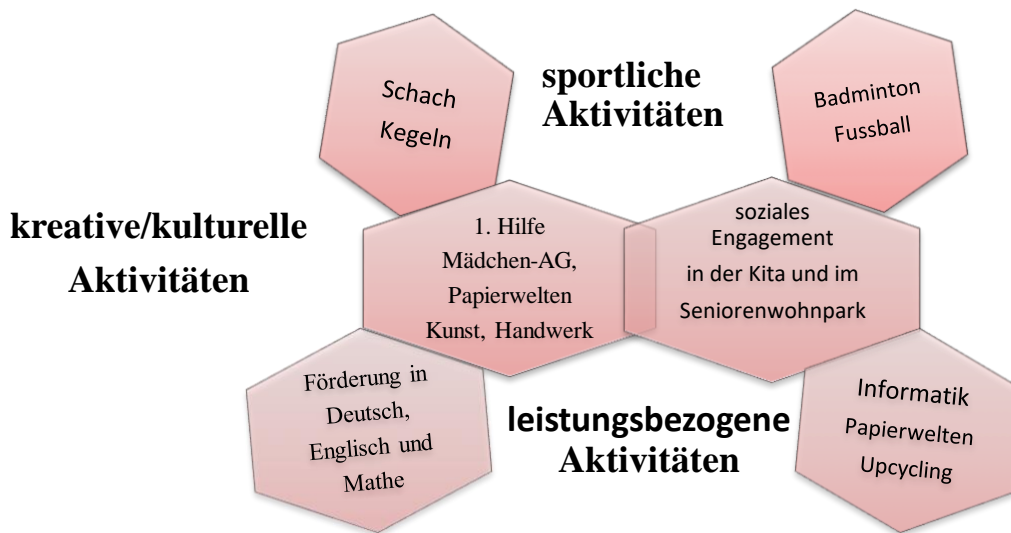 Schach
Kegeln
sportliche
Aktivitäten
Badminton
Fussball
kreative/kulturelle
Aktivitäten
1. Hilfe
Mädchen-AG,
Papierwelten
Kunst, Handwerk
soziales
Engagement
in der Kita und im
Seniorenwohnpark
Förderung in
Deutsch,
Englisch und
Mathe
leistungsbezogene
Aktivitäten
Informatik
Papierwelten
Upcycling